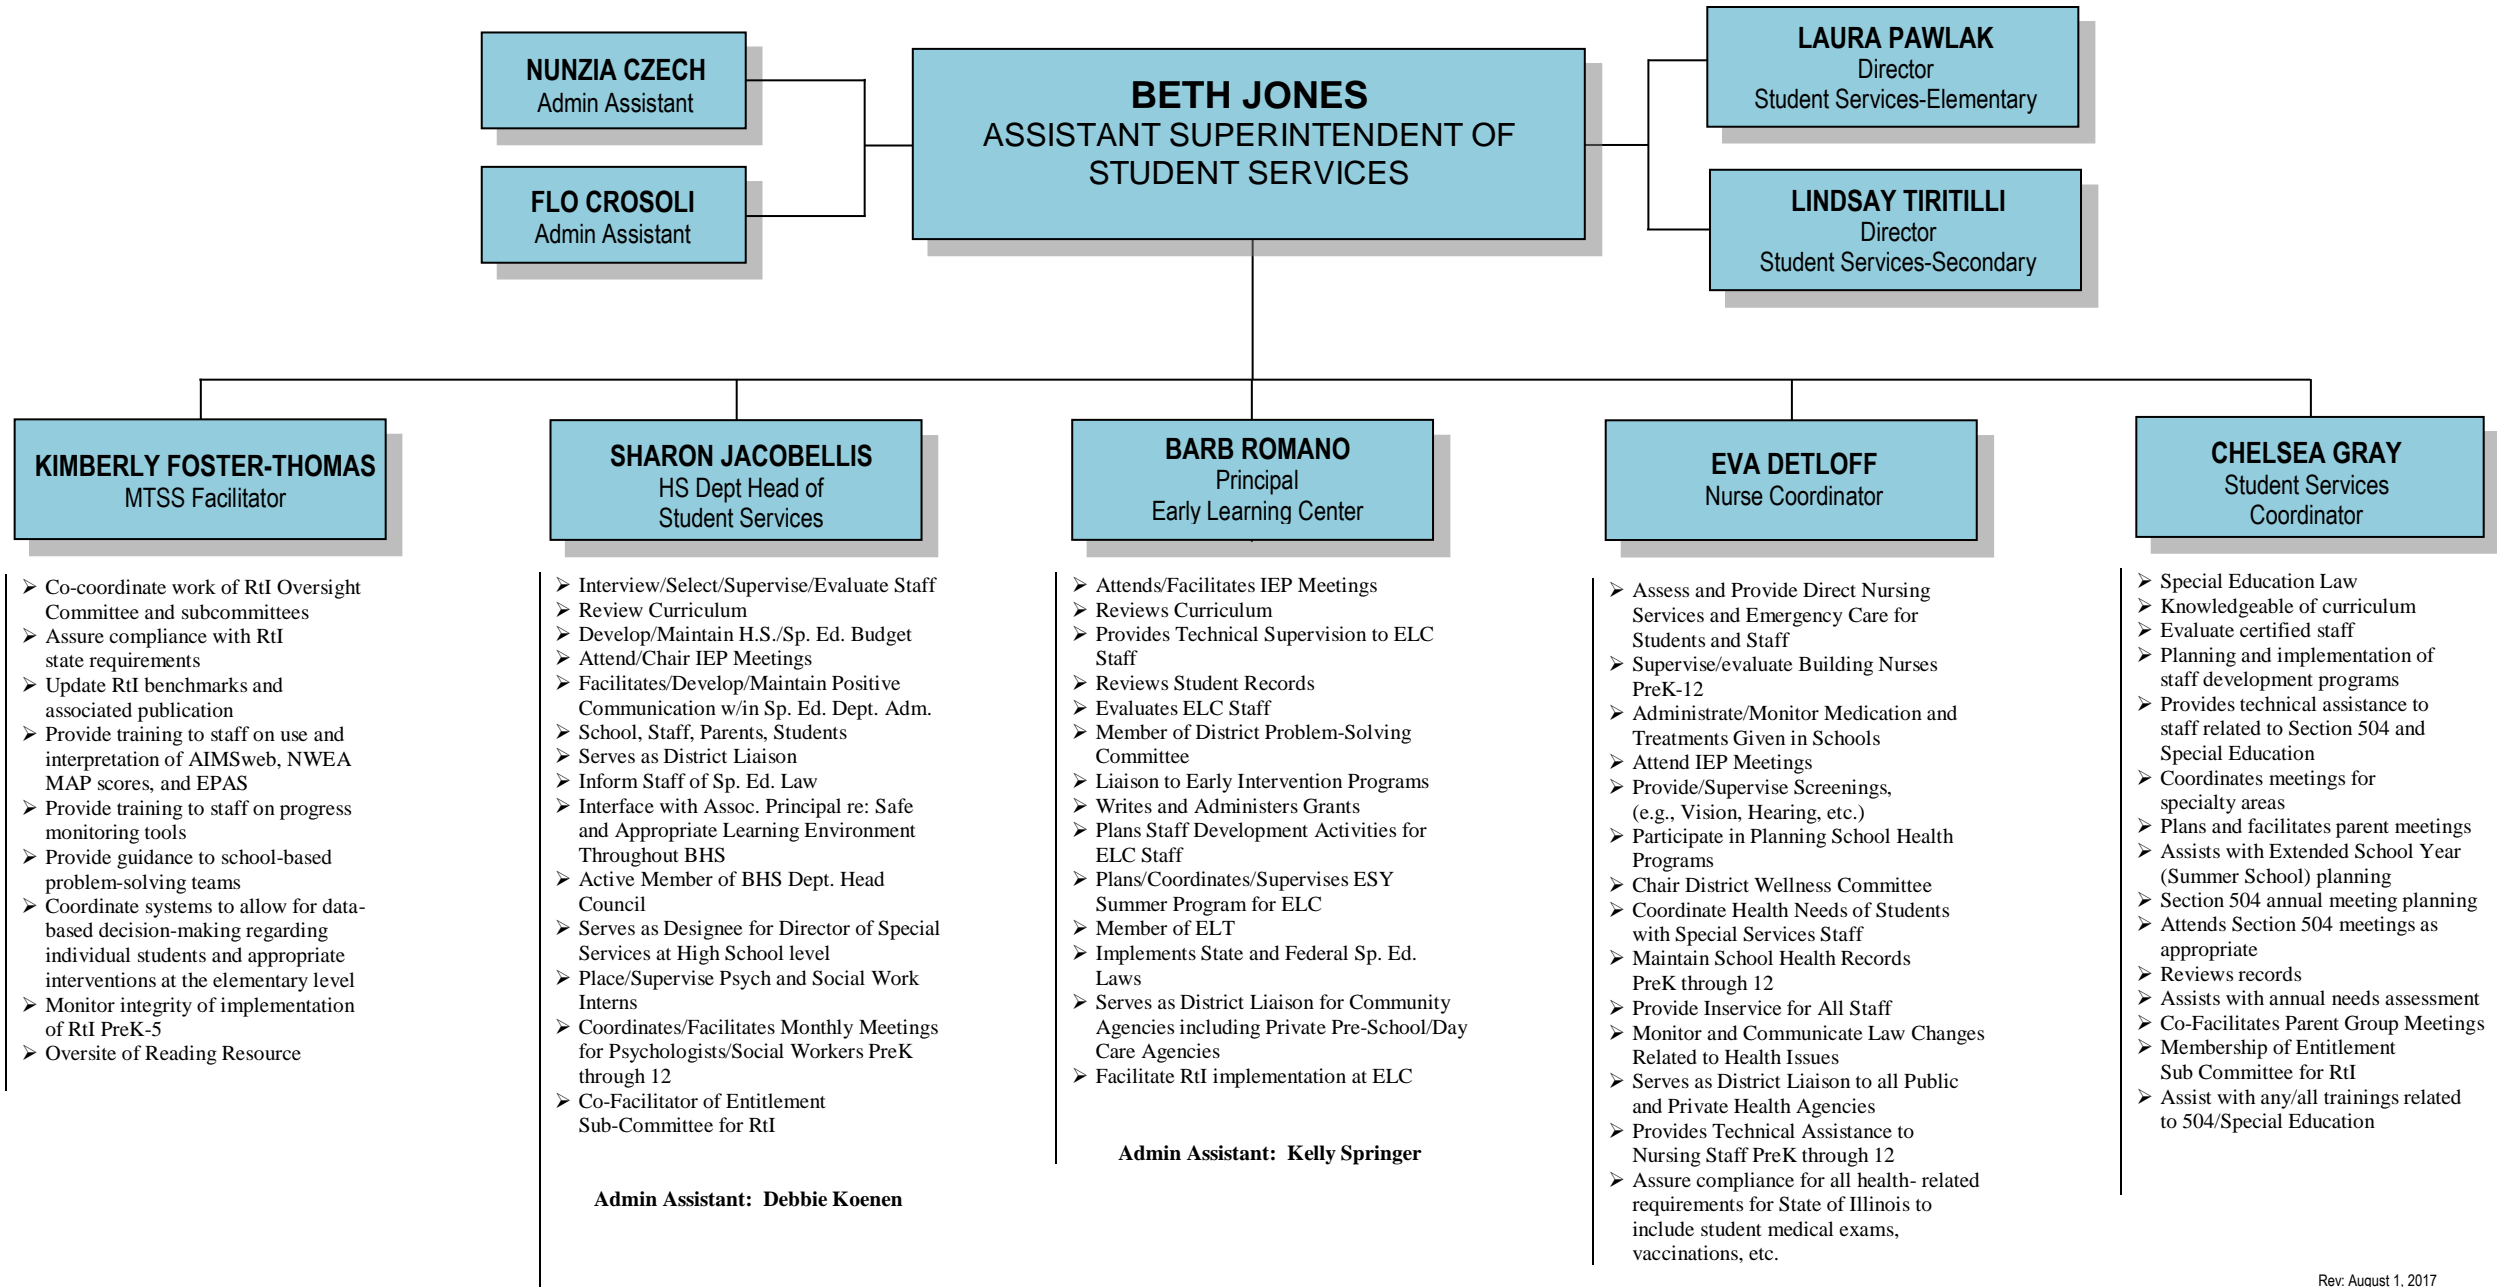 NUNZIA CZECH
Admin Assistant
FLO CROSOLI
Admin Assistant
BETH JONES
ASSISTANT SUPERINTENDENT OF
STUDENT SERVICES
LAURA PAWLAK
Director
Student Services-Elementary
LINDSAY TIRITILLI
Director
Student Services-Secondary
KIMBERLY FOSTER-THOMAS
MTSS Facilitator
➢ Co-coordinate work of RtI Oversight
Committee and subcommittees
➢ Assure compliance with RtI
state requirements
➢ Update RtI benchmarks and
associated publication
➢ Provide training to staff on use and
interpretation of AIMSweb, NWEA
MAP scores, and EPAS
➢ Provide training to staff on progress
monitoring tools
➢ Provide guidance to school-based
problem-solving teams
➢ Coordinate systems to allow for data-
based decision-making regarding
individual students and appropriate
interventions at the elementary level
➢ Monitor integrity of implementation
of RtI PreK-5
➢ Oversite of Reading Resource
SHARON JACOBELLIS
HS Dept Head of
Student Services
➢ Interview/Select/Supervise/Evaluate Staff
➢ Review Curriculum
➢ Develop/Maintain H.S./Sp. Ed. Budget
➢ Attend/Chair IEP Meetings
➢ Facilitates/Develop/Maintain Positive
Communication w/in Sp. Ed. Dept. Adm.
➢ School, Staff, Parents, Students
➢ Serves as District Liaison
➢ Inform Staff of Sp. Ed. Law
➢ Interface with Assoc. Principal re: Safe
and Appropriate Learning Environment
Throughout BHS
➢ Active Member of BHS Dept. Head
Council
➢ Serves as Designee for Director of Special
Services at High School level
➢ Place/Supervise Psych and Social Work
Interns
➢ Coordinates/Facilitates Monthly Meetings
for Psychologists/Social Workers PreK
through 12
➢ Co-Facilitator of Entitlement
Sub-Committee for RtI
Admin Assistant: Debbie Koenen
BARB ROMANO
Principal
Early Learning Center
➢ Attends/Facilitates IEP Meetings
➢ Reviews Curriculum
➢ Provides Technical Supervision to ELC
Staff
➢ Reviews Student Records
➢ Evaluates ELC Staff
➢ Member of District Problem-Solving
Committee
➢ Liaison to Early Intervention Programs
➢ Writes and Administers Grants
➢ Plans Staff Development Activities for
ELC Staff
➢ Plans/Coordinates/Supervises ESY
Summer Program for ELC
➢ Member of ELT
➢ Implements State and Federal Sp. Ed.
Laws
➢ Serves as District Liaison for Community
Agencies including Private Pre-School/Day
Care Agencies
➢ Facilitate RtI implementation at ELC
Admin Assistant: Kelly Springer
EVA DETLOFF
Nurse Coordinator
➢ Assess and Provide Direct Nursing
Services and Emergency Care for
Students and Staff
➢ Supervise/evaluate Building Nurses
PreK-12
➢ Administrate/Monitor Medication and
Treatments Given in Schools
➢ Attend IEP Meetings
➢ Provide/Supervise Screenings,
(e.g., Vision, Hearing, etc.)
➢ Participate in Planning School Health
Programs
➢ Chair District Wellness Committee
➢ Coordinate Health Needs of Students
with Special Services Staff
➢ Maintain School Health Records
PreK through 12
➢ Provide Inservice for All Staff
➢ Monitor and Communicate Law Changes
Related to Health Issues
➢ Serves as District Liaison to all Public
and Private Health Agencies
➢ Provides Technical Assistance to
Nursing Staff PreK through 12
➢ Assure compliance for all health- related
requirements for State of Illinois to
include student medical exams,
vaccinations, etc.
CHELSEA GRAY
Student Services
Coordinator
➢ Special Education Law
➢ Knowledgeable of curriculum
➢ Evaluate certified staff
➢ Planning and implementation of
staff development programs
➢ Provides technical assistance to
staff related to Section 504 and
Special Education
➢ Coordinates meetings for
specialty areas
➢ Plans and facilitates parent meetings
➢ Assists with Extended School Year
(Summer School) planning
➢ Section 504 annual meeting planning
➢ Attends Section 504 meetings as
appropriate
➢ Reviews records
➢ Assists with annual needs assessment
➢ Co-Facilitates Parent Group Meetings
➢ Membership of Entitlement
Sub Committee for RtI
➢ Assist with any/all trainings related
to 504/Special Education
Rev: August 1, 2017